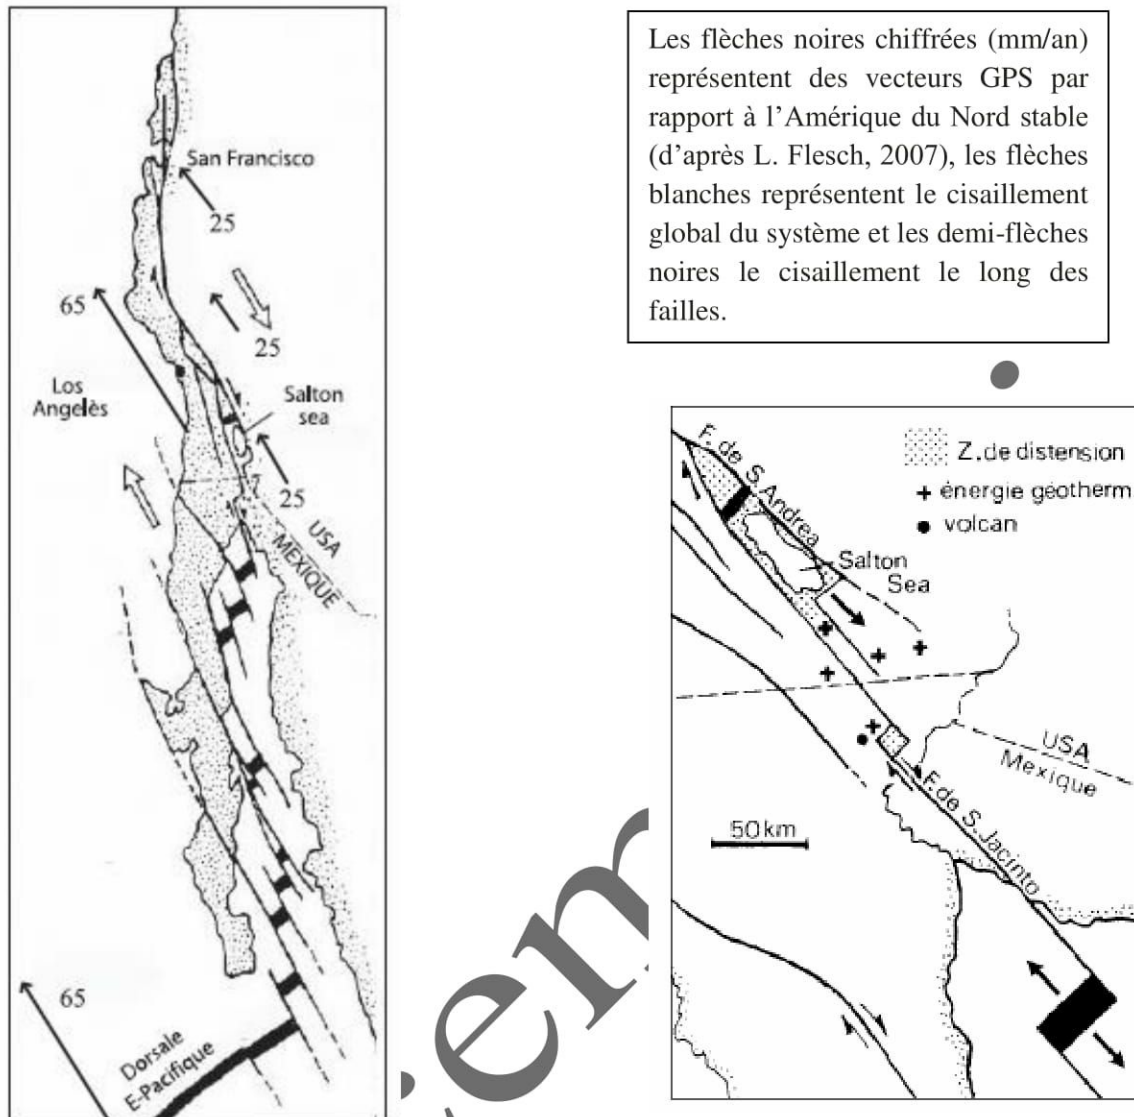 Les flèches noires chiffrées (mm/an)
représentent des vecteurs GPS par
rapport à l'Amérique du Nord stable
(d'après L. Flesch, 2007), les flèches
blanches représentent le cisaillement
global du système et les demi-flèches
noires le cisaillement le long des
failles.
San Francisco
25
65
25
Los
Angelès
Salton
sea
25
USA
MEXIQUE
65
Dorsale
E-Pacifique
F. de S. Andrea
Z. de distension
énergie géotherm
volcan
Salton
Sea
USA
Mexique
50 km
F. de S. Jacinto